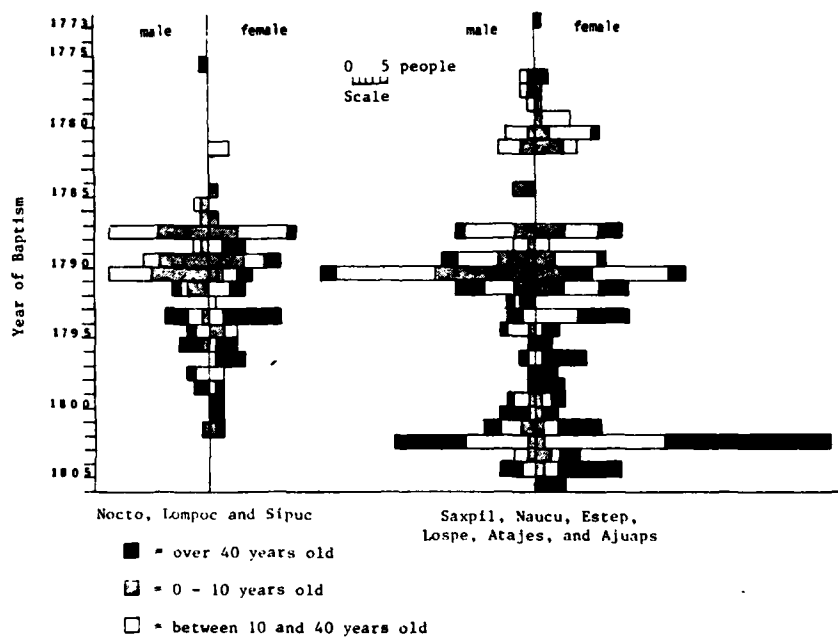 1773
male female male female
1775
0 5 people
Scale
1780
1785
Year of Baptism
1790
1795
1800
1805
Nocto, Lompoc and Sipuc
Saxpil, Naucu, Estep,
Lospe, Atajes, and Ajuaps
= over 40 years old
= 0 - 10 years old
= between 10 and 40 years old